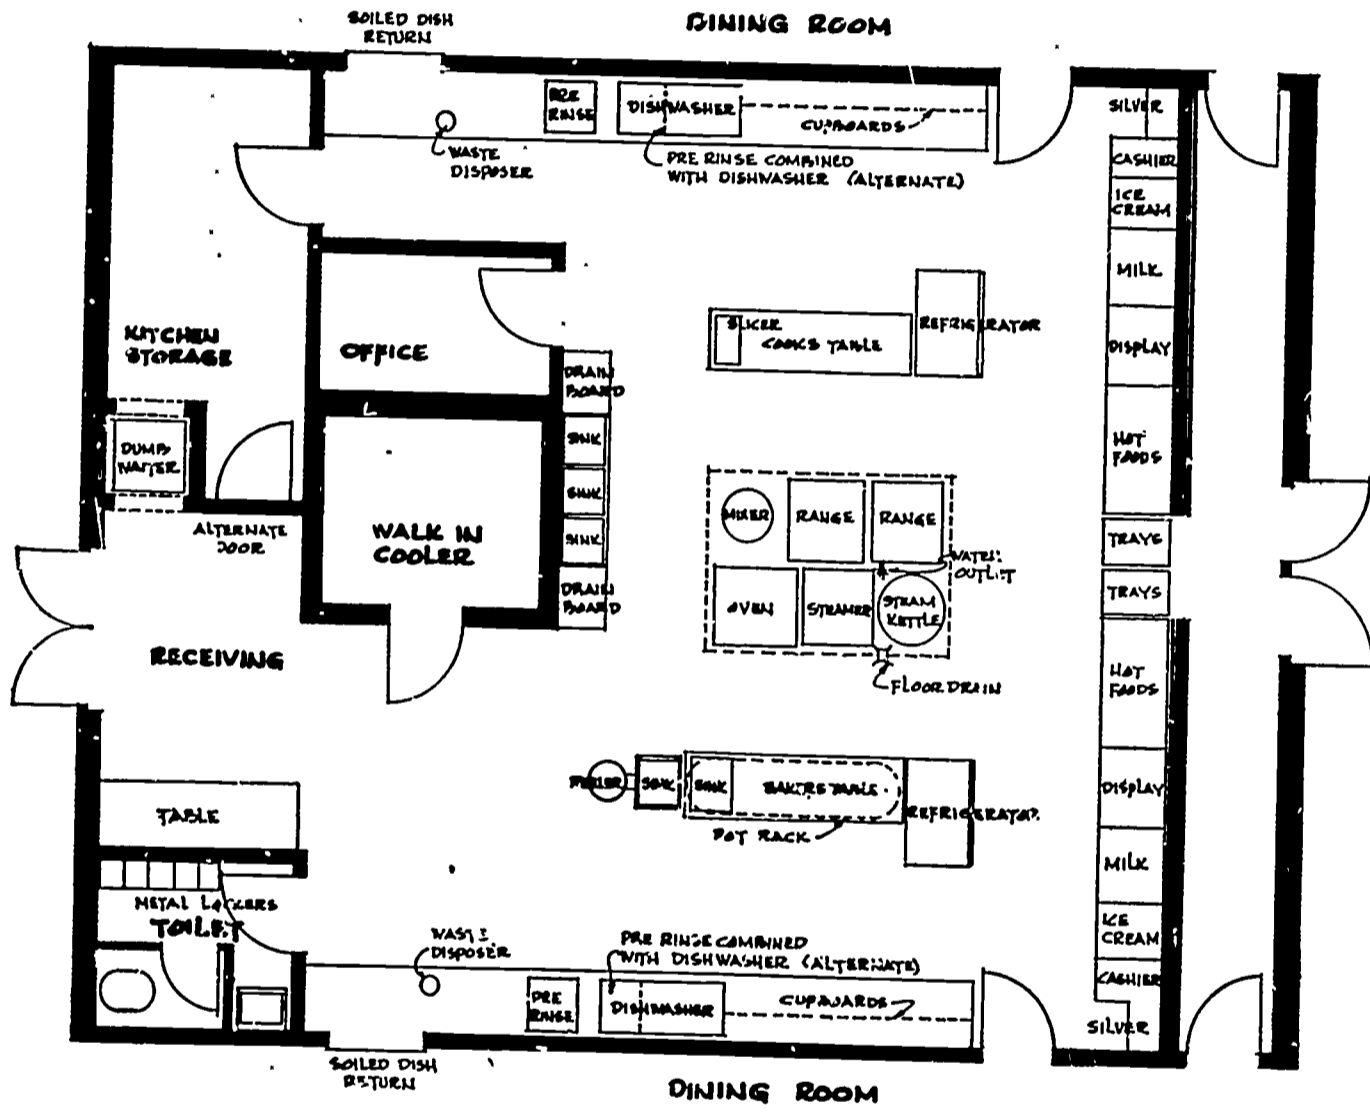 SOILED DISH
RETURN
DINING ROOM
PRE
RINSE
DISHWASHER
CUPBOARDS
SILVER
WASTE
DISPOSER
PRE RINSE COMBINED
WITH DISHWASHER (ALTERNATE)
CASHIER
ICE
CREAM
MILK
DISPLAY
HOT
FOODS
TRAYS
KITCHEN
STORAGE
OFFICE
DRAIN
BOARD
SLICER
COOKS TABLE
REFRIGERATOR
DUMB
WAITER
ALTERNATE
DOOR
WALK IN
COOLER
SINK
SINK
SINK
DRAIN
BOARD
MIXER
RANGE
RANGE
WATER
OUTLET
OVEN
STEAMER
STEAM
KETTLE
FLOOR DRAIN
TRAYS
HOT
FOODS
DISPLAY
MILK
ICE
CREAM
CASHIER
SILVER
RECEIVING
TABLE
PEELER
SINK
SINK
BAKERS TABLE
REFRIGERATOR
POT RACK
METAL LOCKERS
TOILET
WASTE
DISPOSER
PRE RINSE COMBINED
WITH DISHWASHER (ALTERNATE)
PRE
RINSE
DISHWASHER
CUPBOARDS
SOILED DISH
RETURN
DINING ROOM